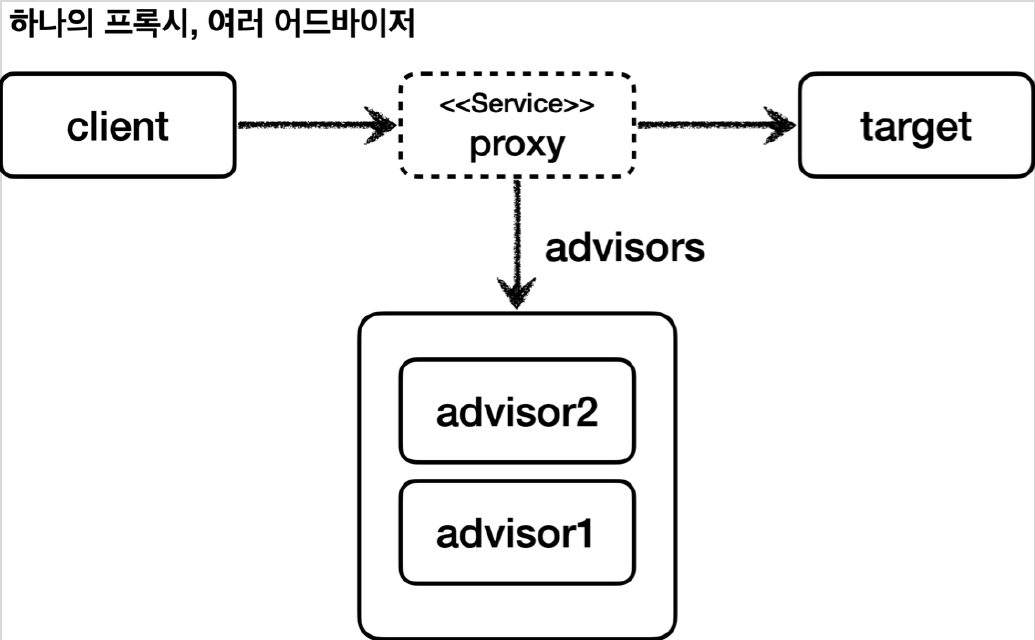 하나의 프록시, 여러 어드바이저
client
<<Service>>
proxy
target
advisors
advisor2
advisor1